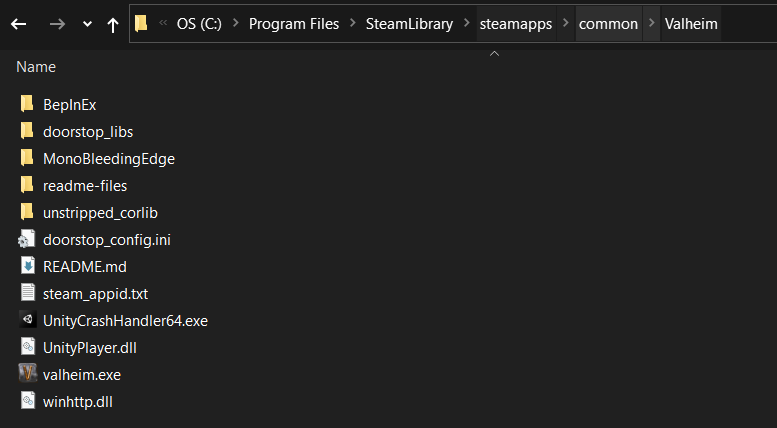 OS (C:) Program Files SteamLibrary steamapps common Valheim
Name
BepInEx
doorstop_libs
MonoBleedingEdge
readme-files
unstripped_corlib
doorstop_config.ini
README.md
steam_appid.txt
UnityCrashHandler64.exe
UnityPlayer.dll
valheim.exe
winhttp.dll